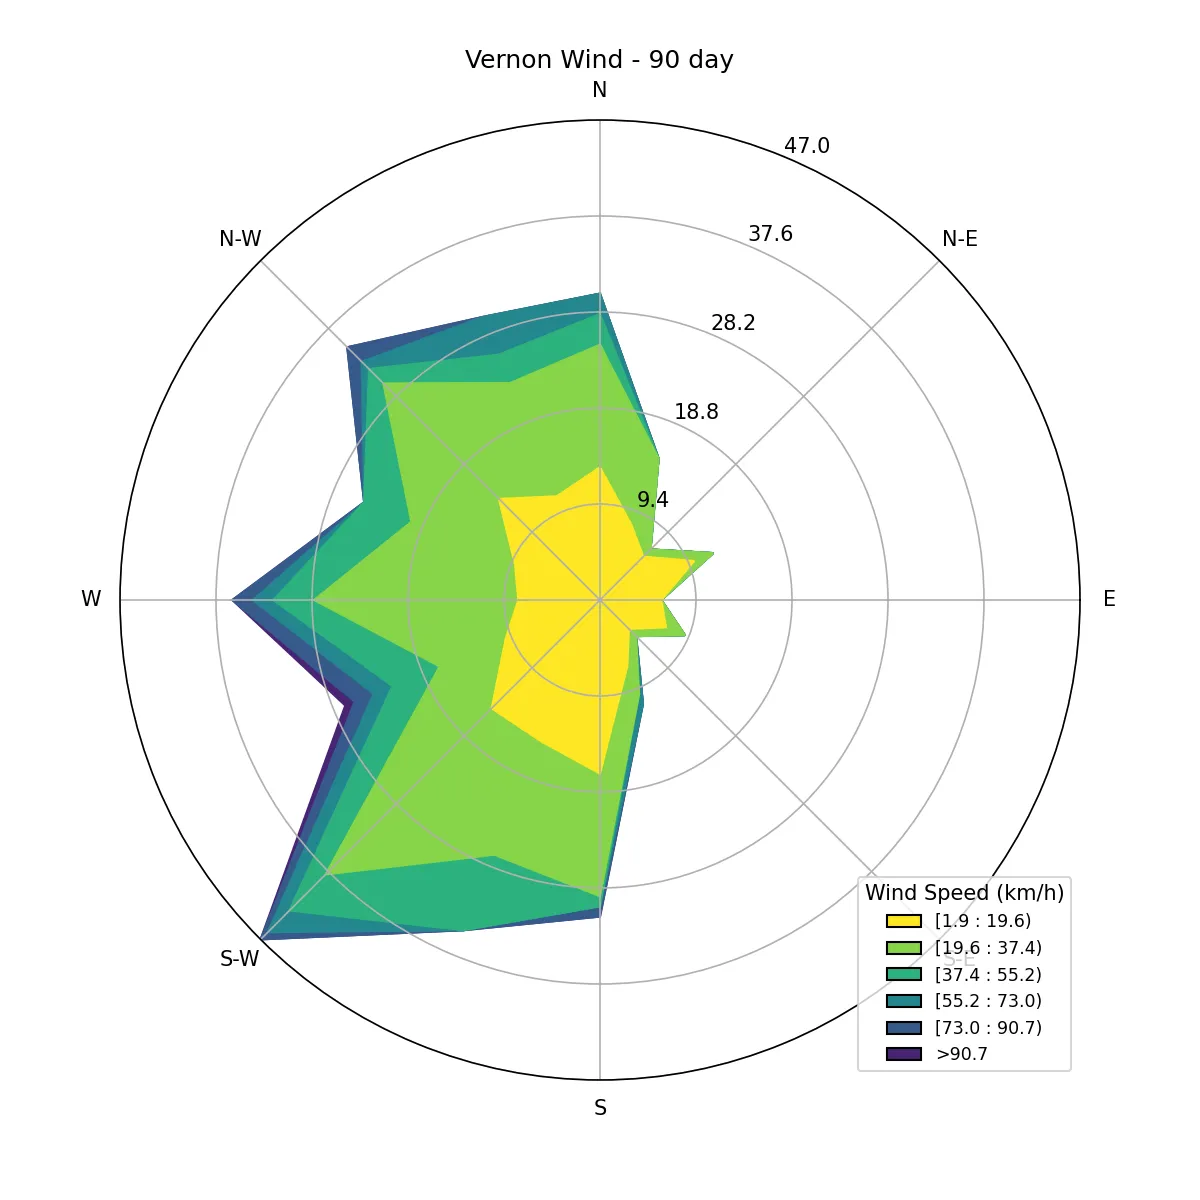 Vernon Wind - 90 day
N
47.0
N-W
N-E
37.6
28.2
18.8
9.4
W
E
S-W
S-E
S
Wind Speed (km/h)
[1.9 : 19.6)
[19.6 : 37.4)
[37.4 : 55.2)
[55.2 : 73.0)
[73.0 : 90.7)
>90.7